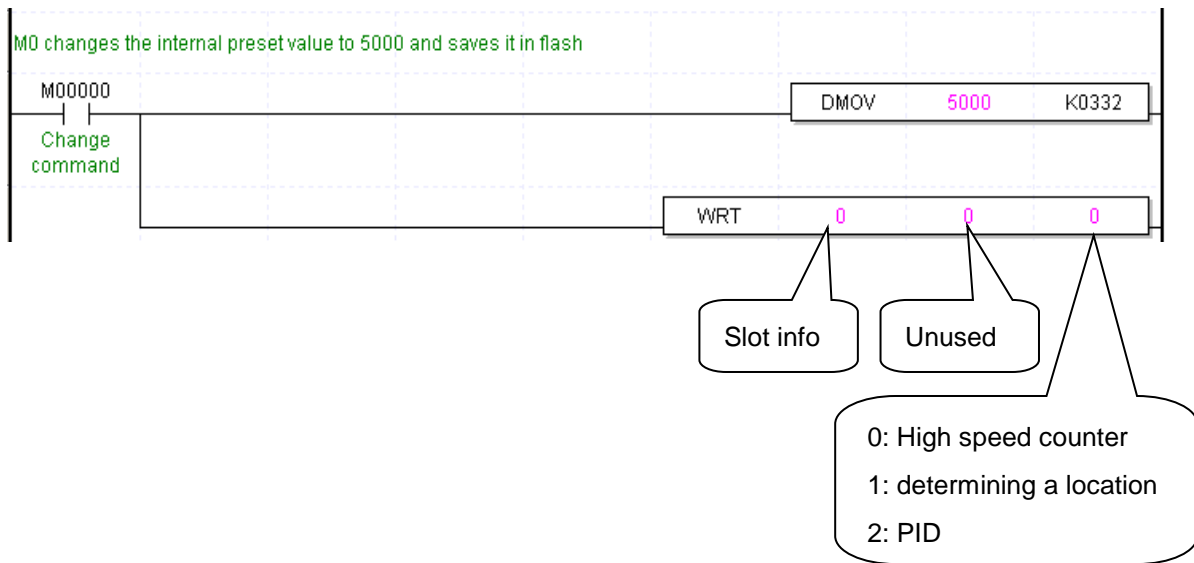 M0 changes the internal preset value to 5000 and saves it in flash
M00000
DMOV 5000 K0332
Change
command
WRT 0 0 0
Slot info
Unused
0: High speed counter
1: determining a location
2: PID